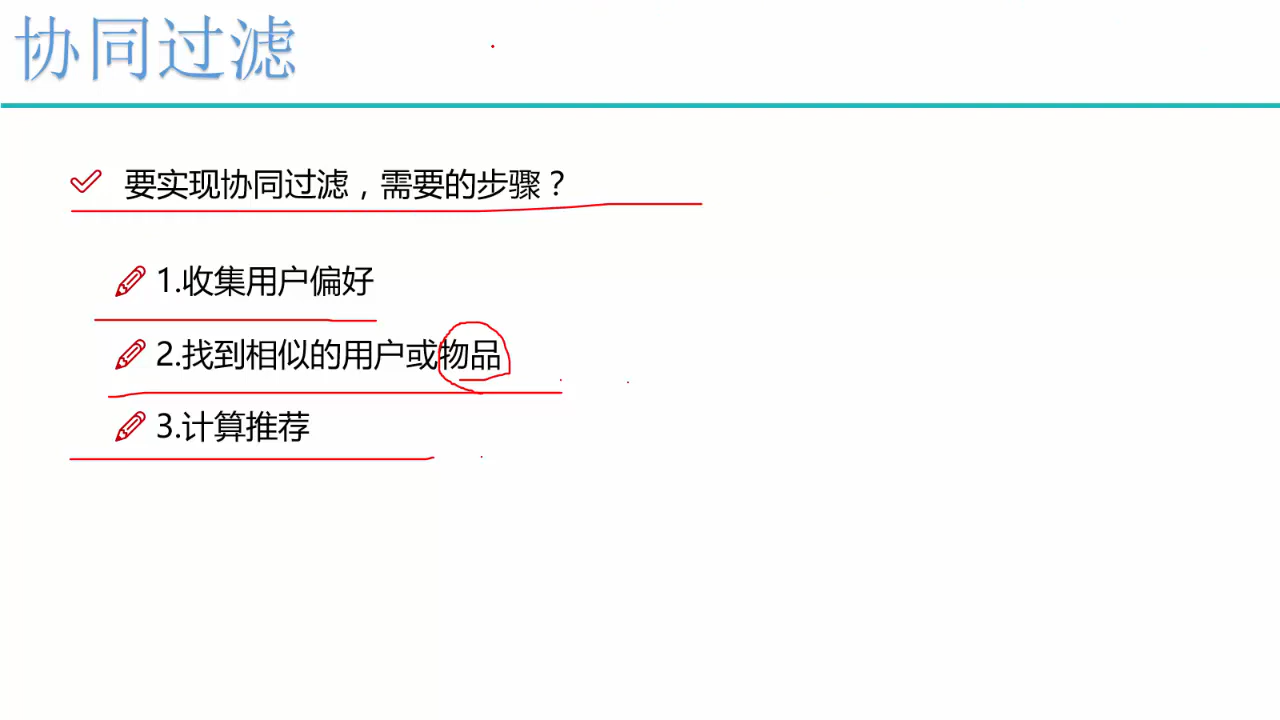 协同过滤
要实现协同过滤，需要的步骤？
1.收集用户偏好
2.找到相似的用户或物品
3.计算推荐